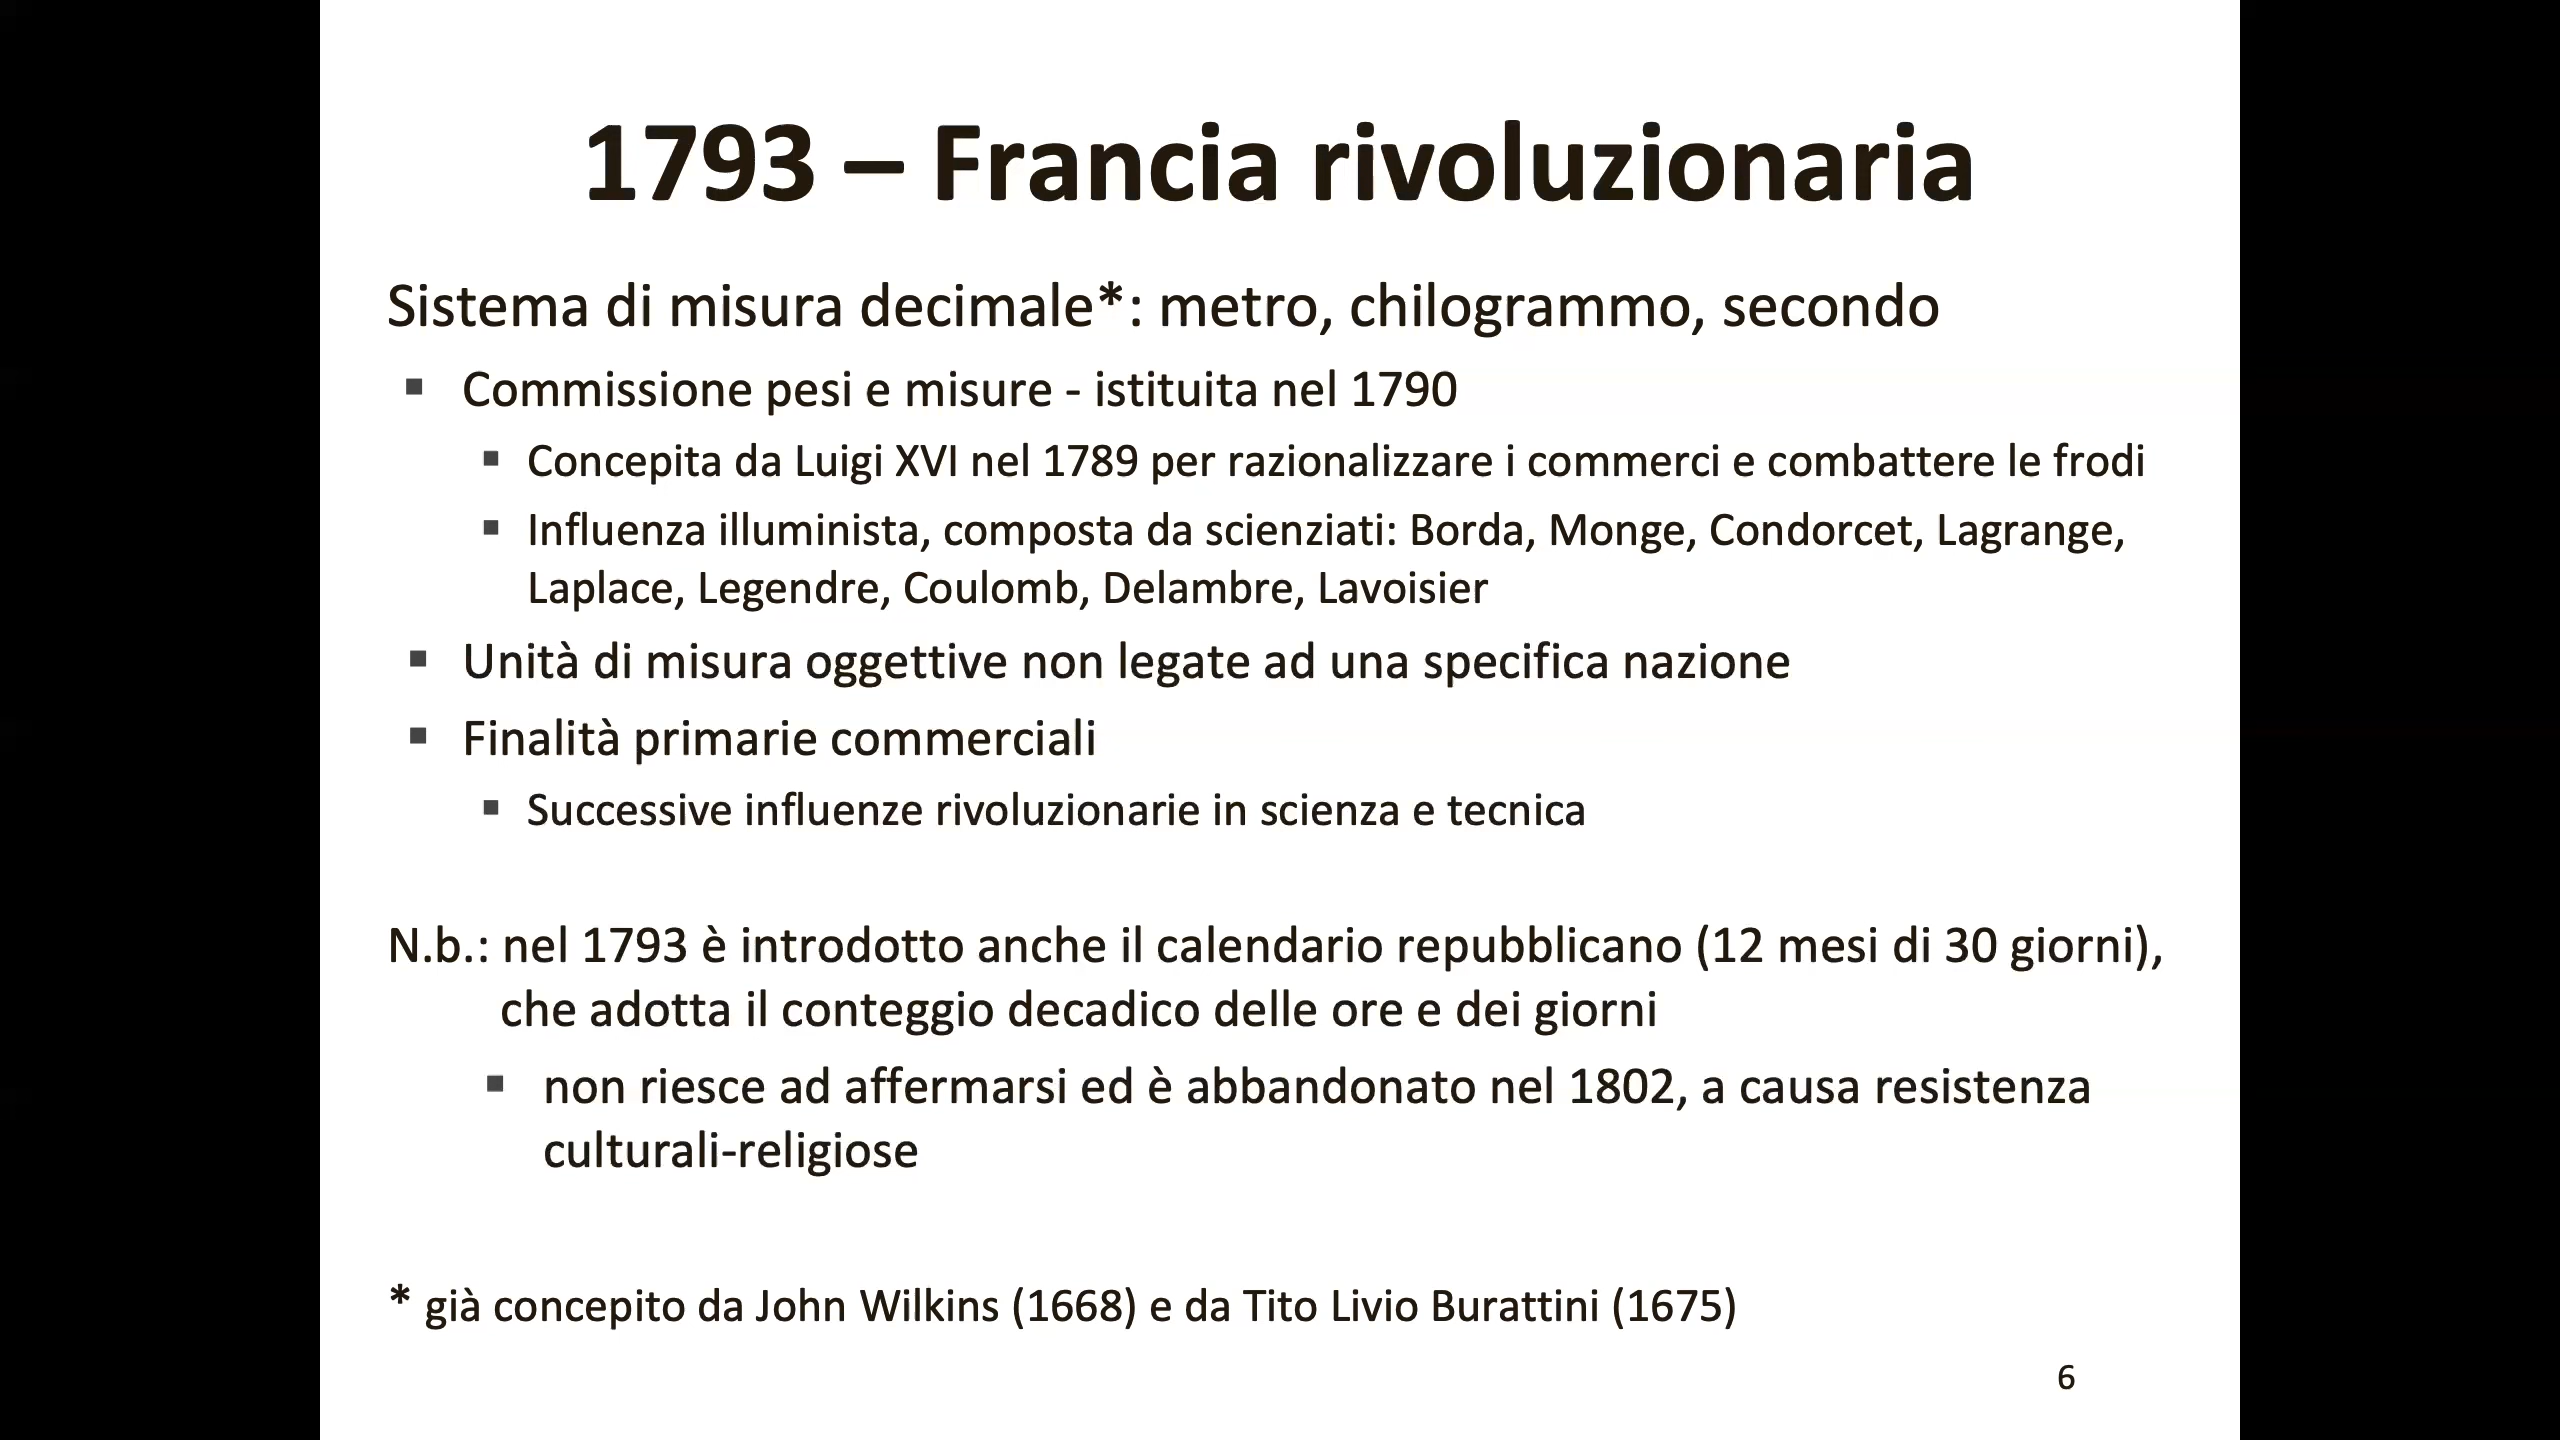 1793 – Francia rivoluzionaria
Sistema di misura decimale*: metro, chilogrammo, secondo
▪ Commissione pesi e misure - istituita nel 1790
▪ Concepita da Luigi XVI nel 1789 per razionalizzare i commerci e combattere le frodi
▪ Influenza illuminista, composta da scienziati: Borda, Monge, Condorcet, Lagrange,
Laplace, Legendre, Coulomb, Delambre, Lavoisier
▪ Unità di misura oggettive non legate ad una specifica nazione
▪ Finalità primarie commerciali
▪ Successive influenze rivoluzionarie in scienza e tecnica
N.b.: nel 1793 è introdotto anche il calendario repubblicano (12 mesi di 30 giorni),
che adotta il conteggio decadico delle ore e dei giorni
▪ non riesce ad affermarsi ed è abbandonato nel 1802, a causa resistenza
culturali-religiose
* già concepito da John Wilkins (1668) e da Tito Livio Burattini (1675)
6